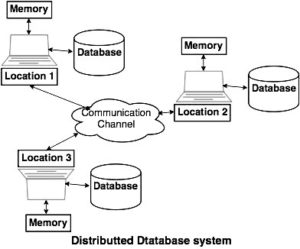 Memory
Database
Location 1
Memory
Database
Location 2
Communication
Channel
Location 3
Database
Memory
Distributted Dtatabase system